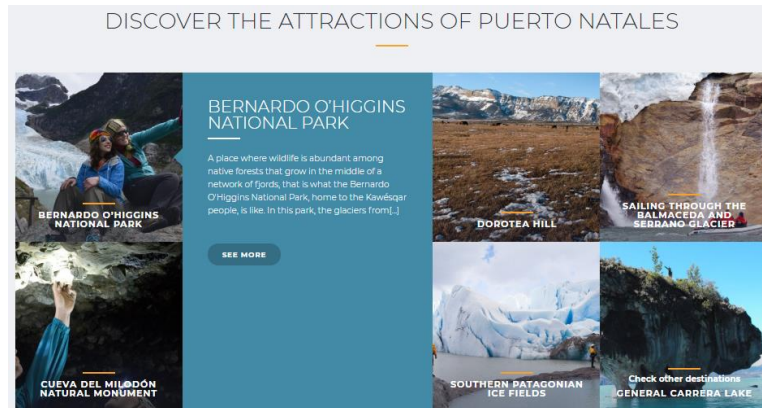 DISCOVER THE ATTRACTIONS OF PUERTO NATALES
BERNARDO O'HIGGINS
NATIONAL PARK
BERNARDO O'HIGGINS
NATIONAL PARK
A place where wildlife is abundant among
native forests that grow in the middle of a
network of fjords, that is what the Bernardo
O'Higgins National Park, home to the Kawésqar
people, is like. In this park, the glaciers from[...]
SEE MORE
DOROTEA HILL
SAILING THROUGH THE
BALMACEDA AND
SERRANO GLACIER
CUEVA DEL MILODÓN
NATURAL MONUMENT
SOUTHERN PATAGONIAN
ICE FIELDS
Check other destinations
GENERAL CARRERA LAKE